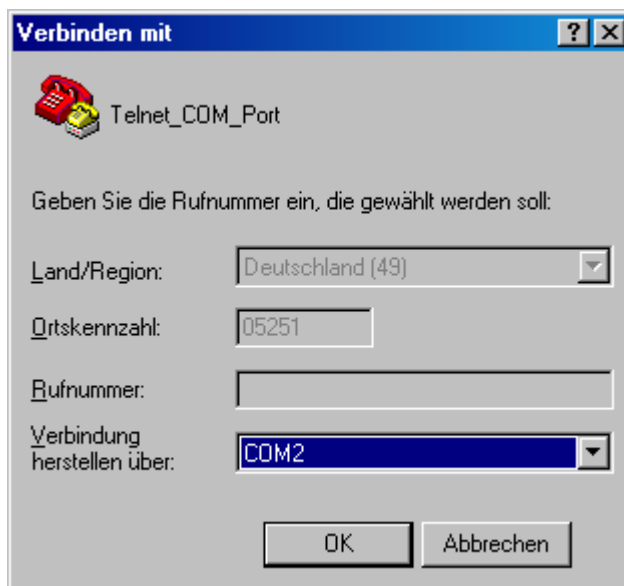 Verbinden mit
Telnet_COM_Port
Geben Sie die Rufnummer ein, die gewählt werden soll:
Land/Region: Deutschland (49)
Ortskennzahl: 05251
Rufnummer:
Verbindung
herstellen über: COM2
OK Abbrechen